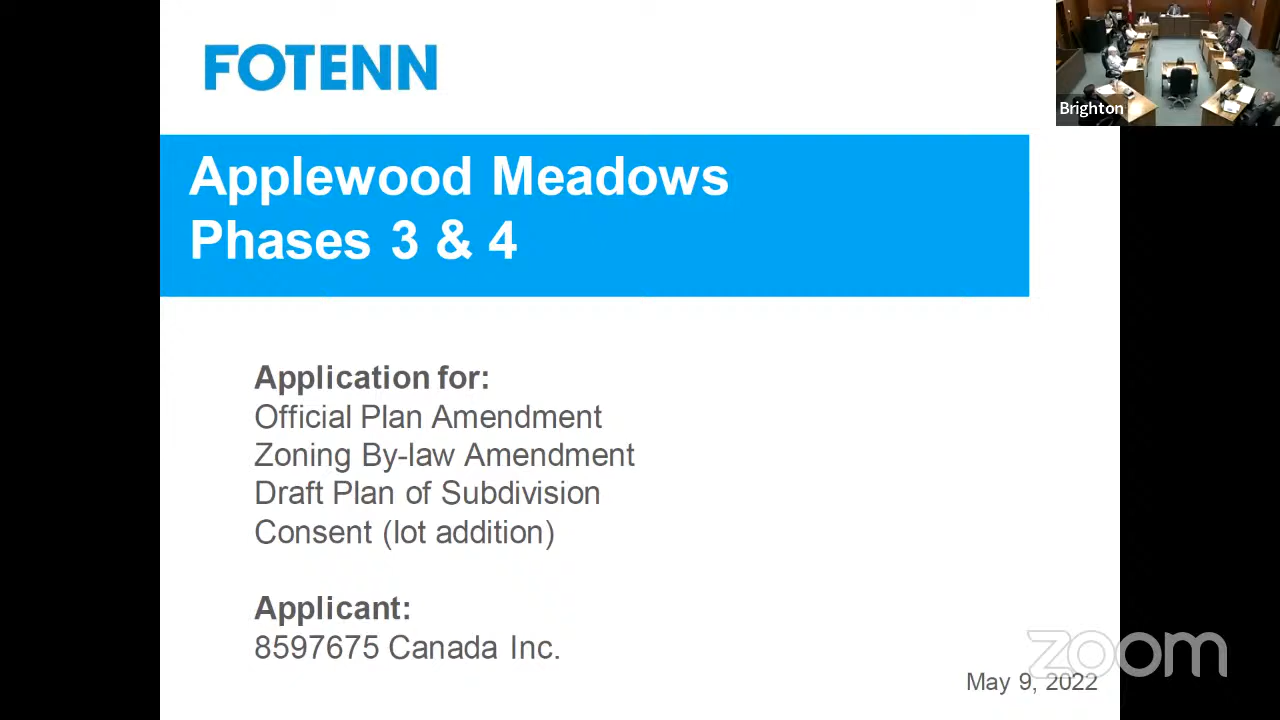 FOTENN
Brighton
Applewood Meadows
Phases 3 & 4
Application for:
Official Plan Amendment
Zoning By-law Amendment
Draft Plan of Subdivision
Consent (lot addition)
Applicant:
8597675 Canada Inc.
zoom
May 9, 2022